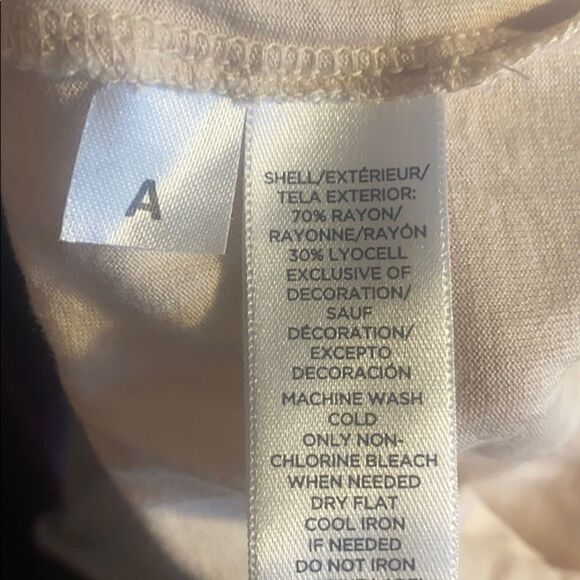 A
SHELL/EXTÉRIEUR/
TELA EXTERIOR:
70% RAYON/
RAYONNE/RAYÓN
30% LYOCELL
EXCLUSIVE OF
DECORATION/
SAUF
DÉCORATION/
EXCEPTO
DECORACIÓN
MACHINE WASH
COLD
ONLY NON-
CHLORINE BLEACH
WHEN NEEDED
DRY FLAT
COOL IRON
IF NEEDED
DO NOT IRON